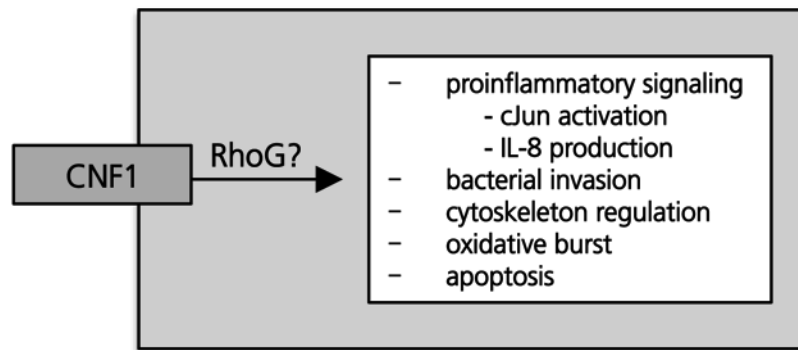 CNF1
RhoG?
- proinflammatory signaling
- cJun activation
- IL-8 production
- bacterial invasion
- cytoskeleton regulation
- oxidative burst
- apoptosis